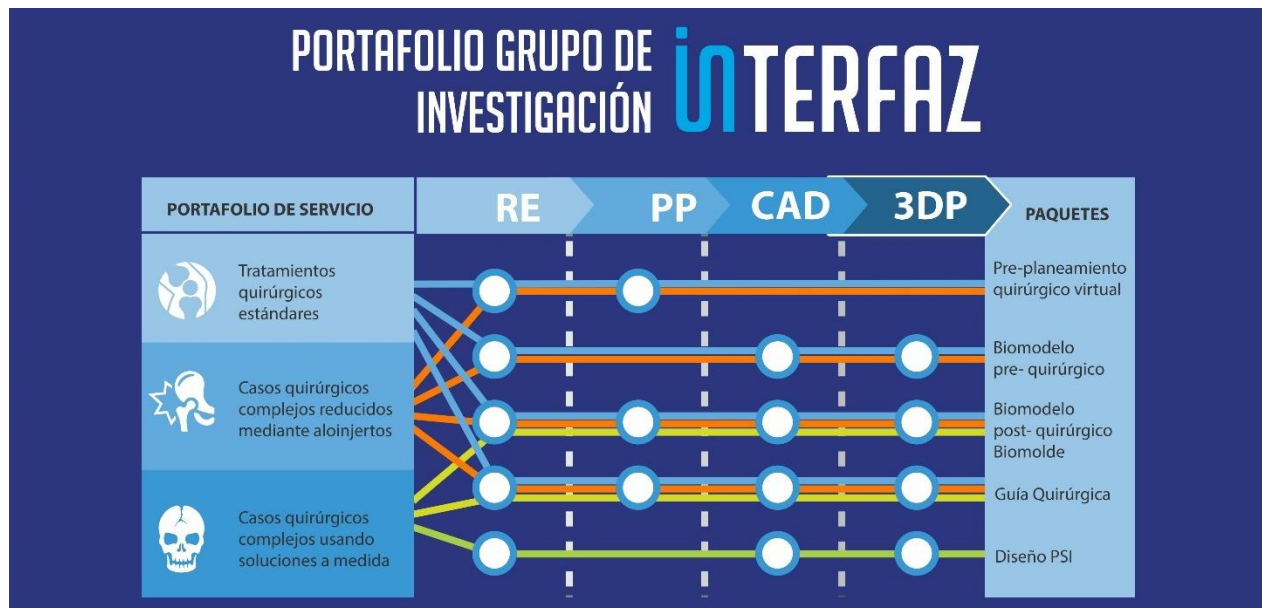 PORTAFOLIO GRUPO DE
INVESTIGACIÓN
inTERFAZ
PORTAFOLIO DE SERVICIO
RE
PP
CAD
3DP
PAQUETES
Tratamientos
quirúrgicos
estándares
Casos quirúrgicos
complejos reducidos
mediante aloinjertos
Casos quirúrgicos
complejos usando
soluciones a medida
Pre-planeamiento
quirúrgico virtual
Biomodelo
pre- quirúrgico
Biomodelo
post- quirúrgico
Biomolde
Guía Quirúrgica
Diseño PSI